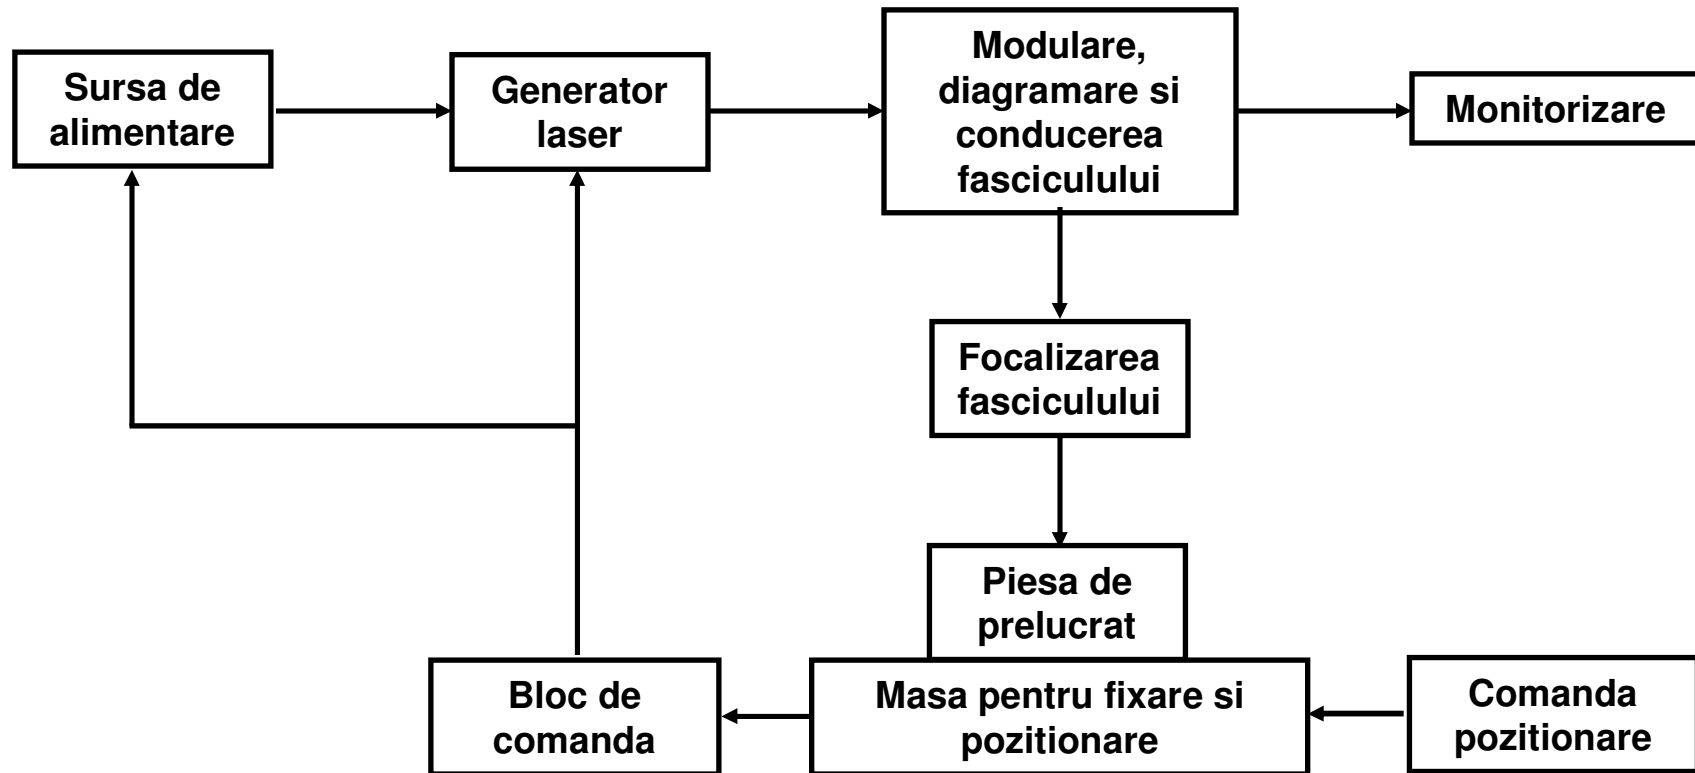 Sursa de
alimentare
Generator
laser
Modulare,
diagramare si
conducerea
fasciculului
Monitorizare
Focalizarea
fasciculului
Piesa de
prelucrat
Bloc de
comanda
Masa pentru fixare si
pozitionare
Comanda
pozitionare